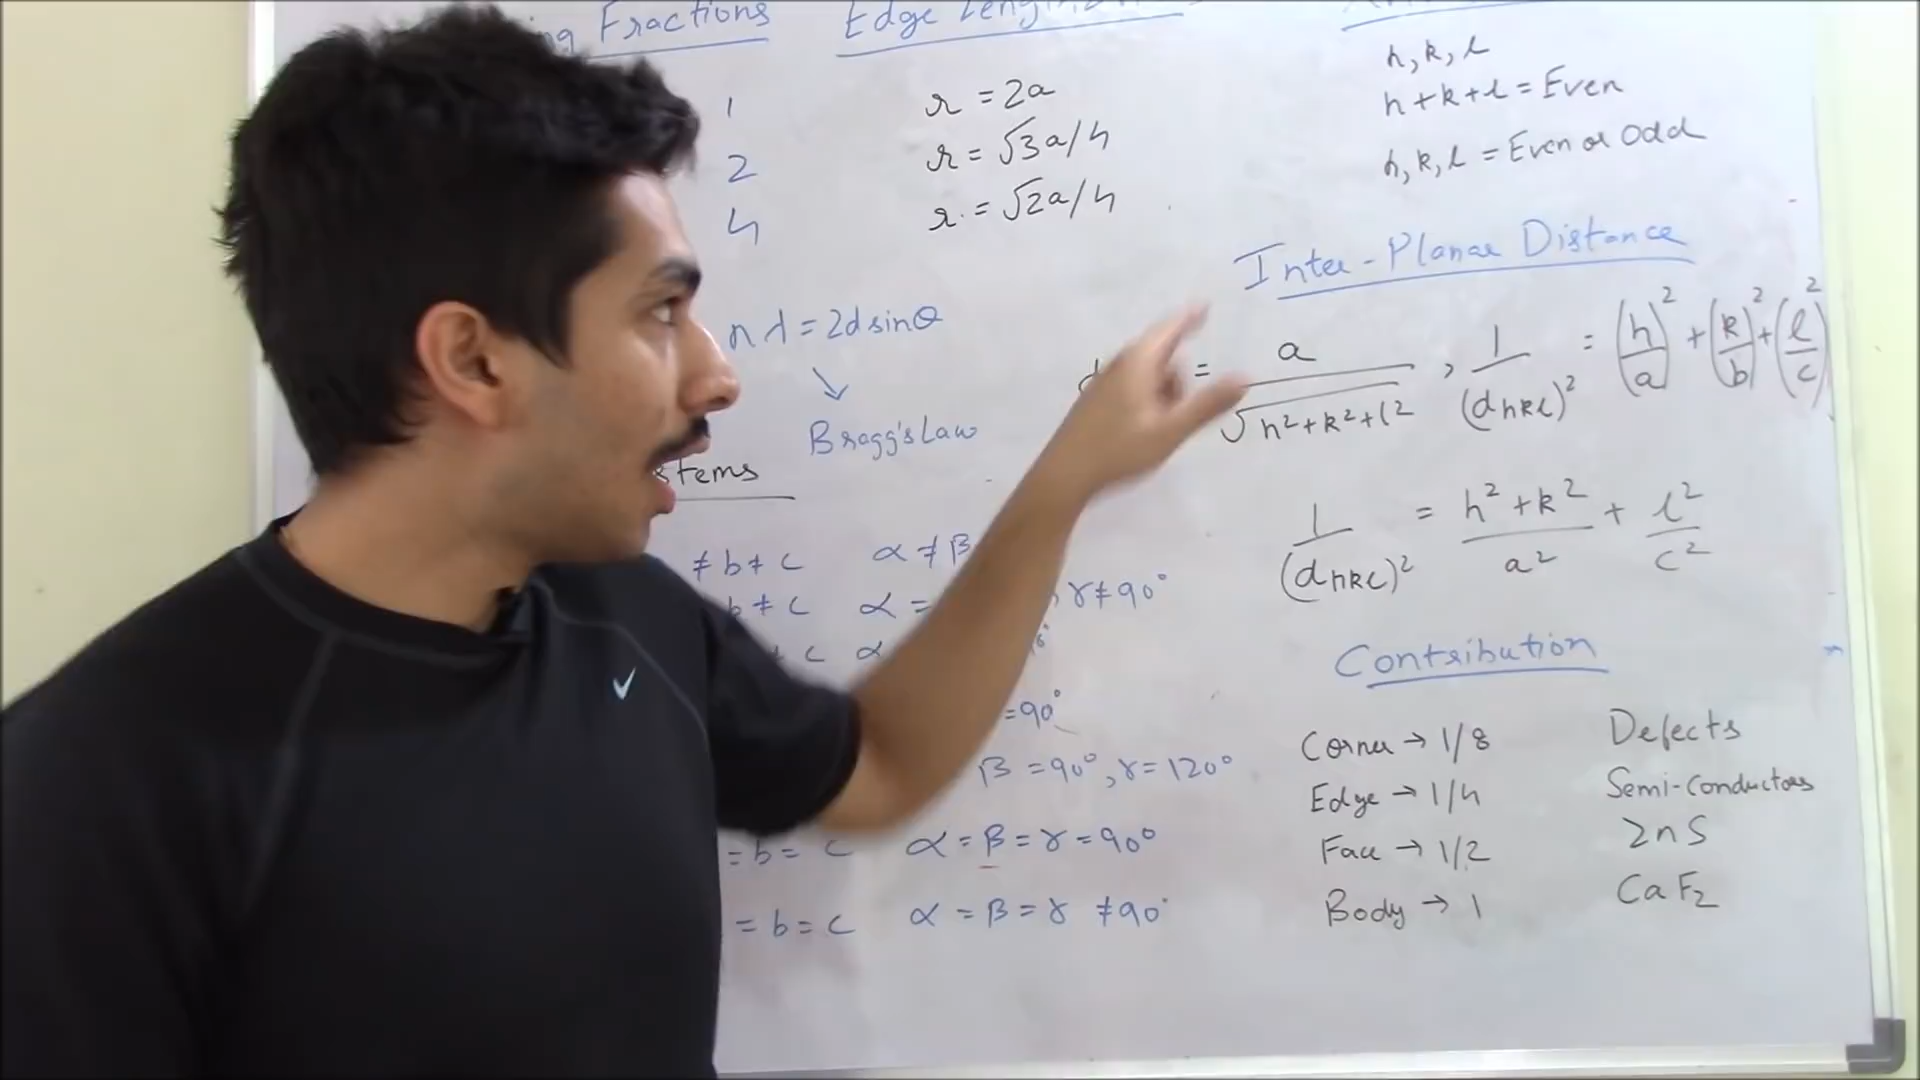 Fractions
Edge Length
1
2
4
r = 2a
r = √3a/4
r = √2a/4
h, k, l
h+k+l = Even
h, k, l = Even or Odd
nλ = 2d sinθ
Bragg's Law
Inter-Planar Distance
d = a / √h²+k²+l² , 1/(dhkl)² = (h/a)² + (k/b)² + (l/c)²
1/(dhkl)² = h²+k²/a² + l²/c²
stems
≠ b ≠ c α ≠ β
b ≠ c α = , γ ≠ 90°
≠ c α
=90°
β = 90°, γ = 120°
= b = c α = β = γ = 90°
= b = c α = β = γ ≠ 90°
Contribution
Corner → 1/8
Edge → 1/4
Face → 1/2
Body → 1
Defects
Semi-conductors
ZnS
CaF2